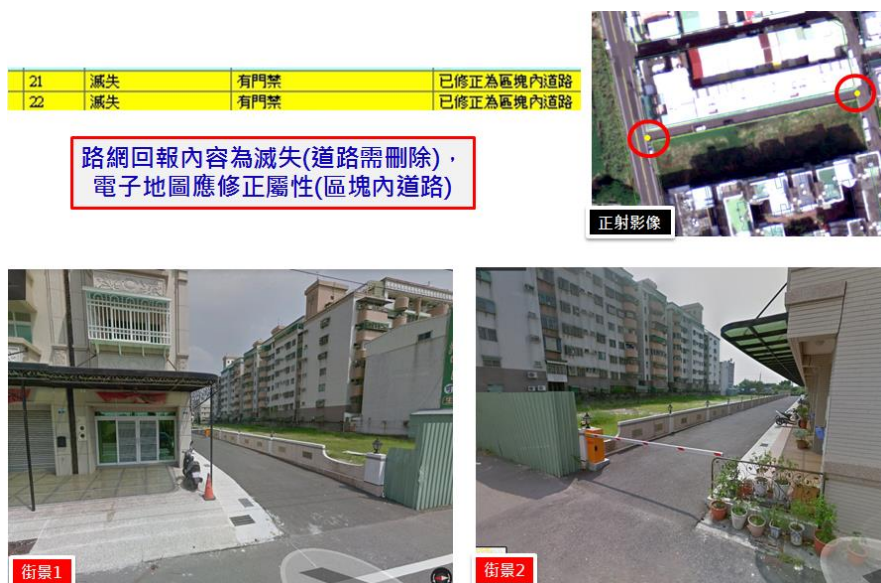 21 滅失 有門禁 已修正為區塊內道路
22 滅失 有門禁 已修正為區塊內道路
路網回報內容為滅失(道路需刪除)，
電子地圖應修正屬性(區塊內道路)
正射影像
街景1
街景2